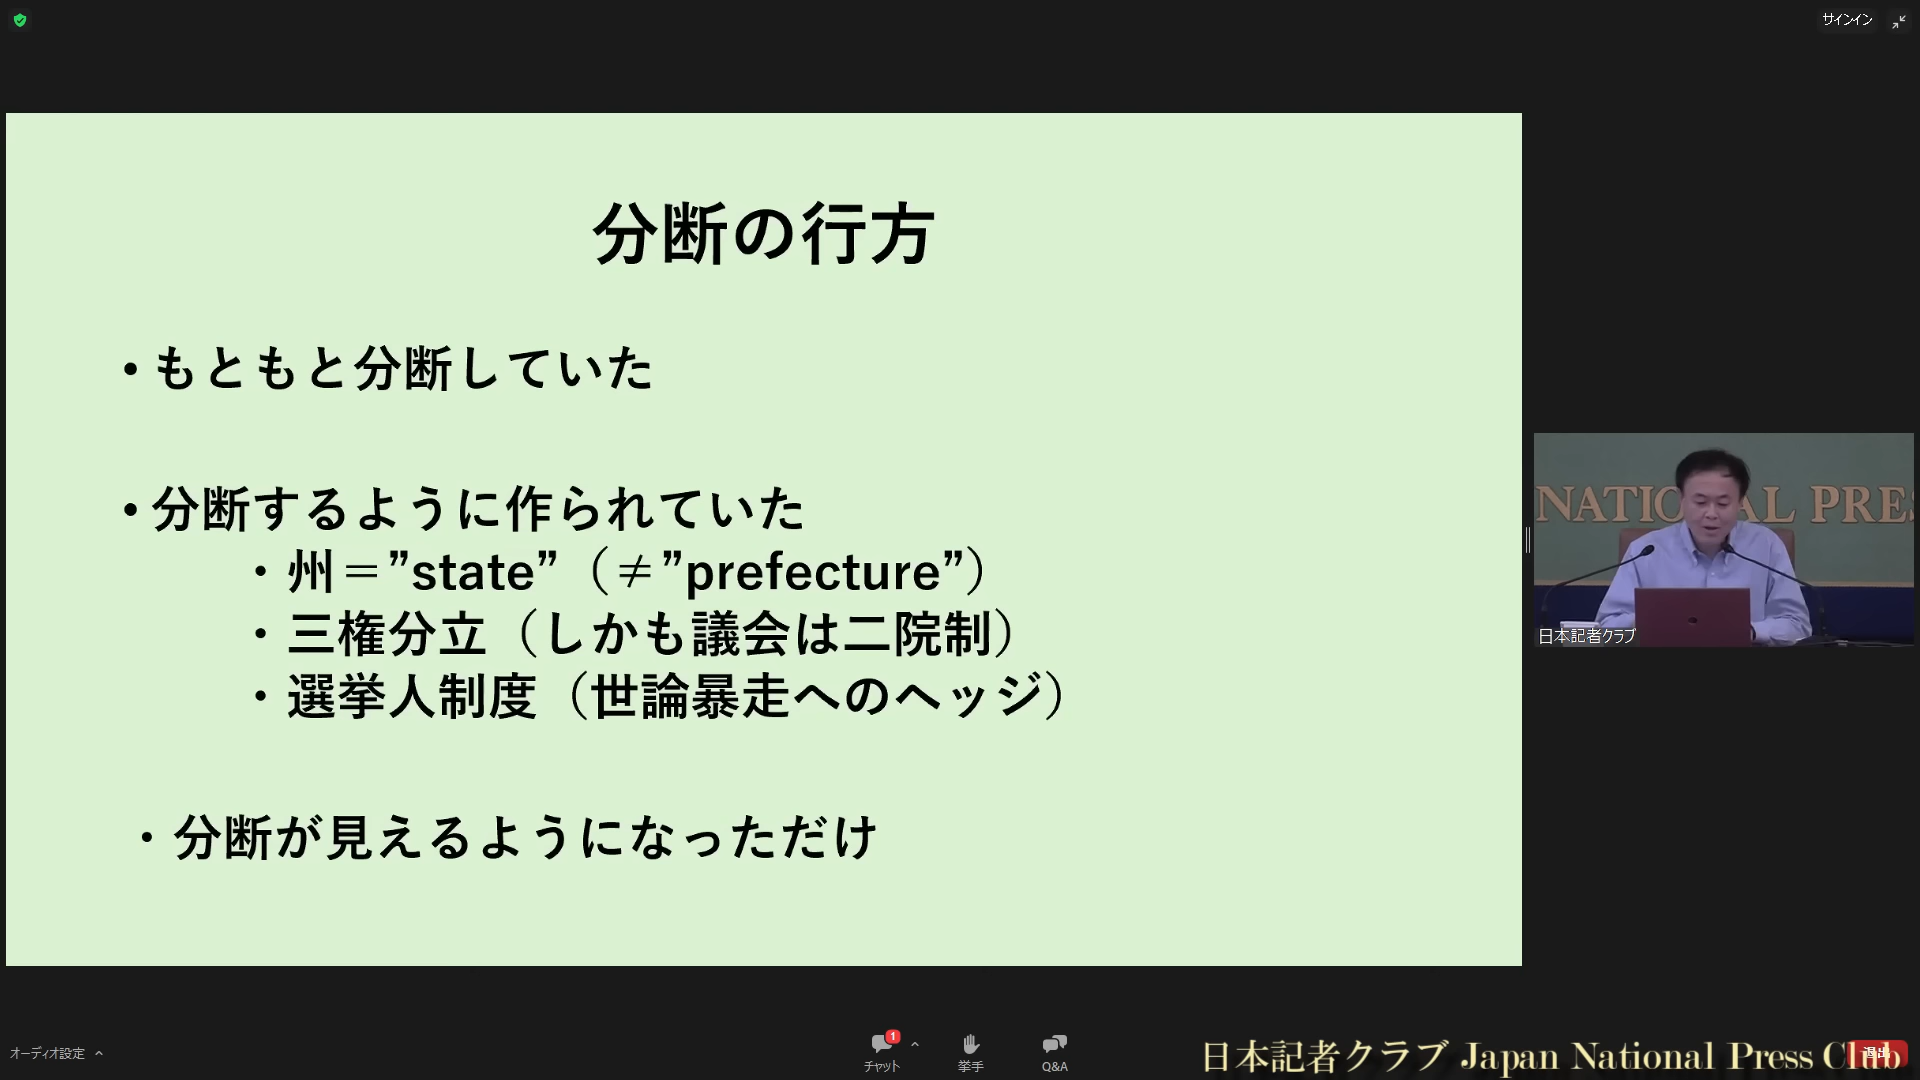 サインイン
分断の行方
・もともと分断していた
・分断するように作られていた
・州＝”state”（≠”prefecture”）
・三権分立（しかも議会は二院制）
・選挙人制度（世論暴走へのヘッジ）
・分断が見えるようになっただけ
NATIONAL PRES
日本記者クラブ
オーディオ設定
1
チャット
挙手
Q&A
日本記者クラブ Japan National Press Club
退出